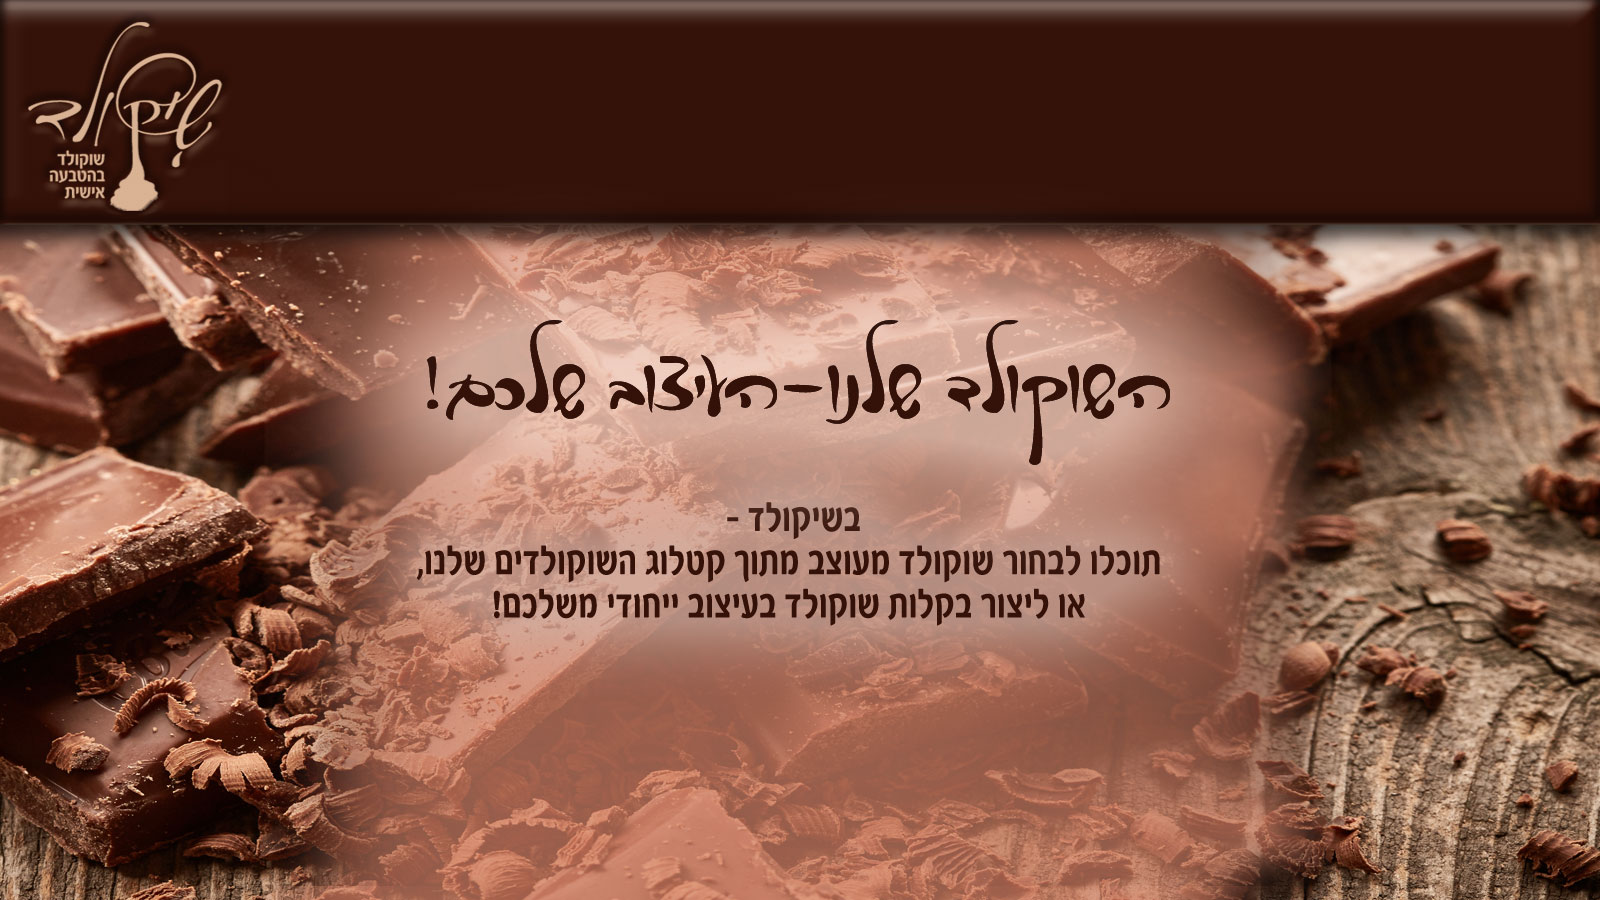 שיקולד
שוקולד
בהטבעה
אישית
השוקולד שלנו-העיצוב שלכם!
בשיקולד -
תוכלו לבחור שוקולד מעוצב מתוך קטלוג השוקולדים שלנו,
או ליצור בקלות שוקולד בעיצוב ייחודי משלכם!